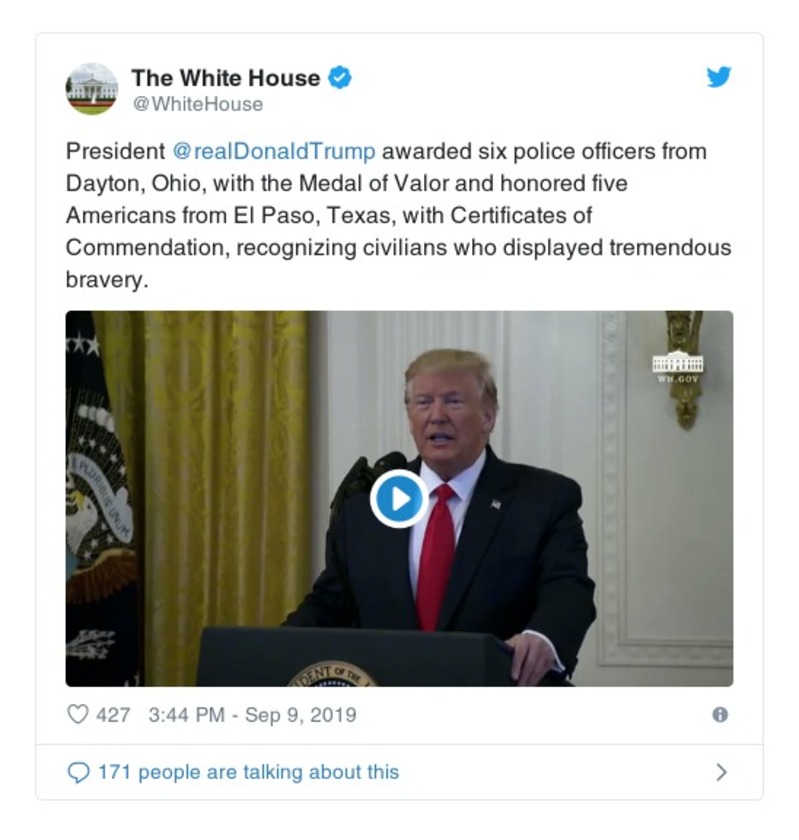 The White House
@WhiteHouse
President @realDonaldTrump awarded six police officers from
Dayton, Ohio, with the Medal of Valor and honored five
Americans from El Paso, Texas, with Certificates of
Commendation, recognizing civilians who displayed tremendous
bravery.
WH.GOV
E PLURIBUS UNUM
DENT OF THE
427 3:44 PM - Sep 9, 2019
171 people are talking about this